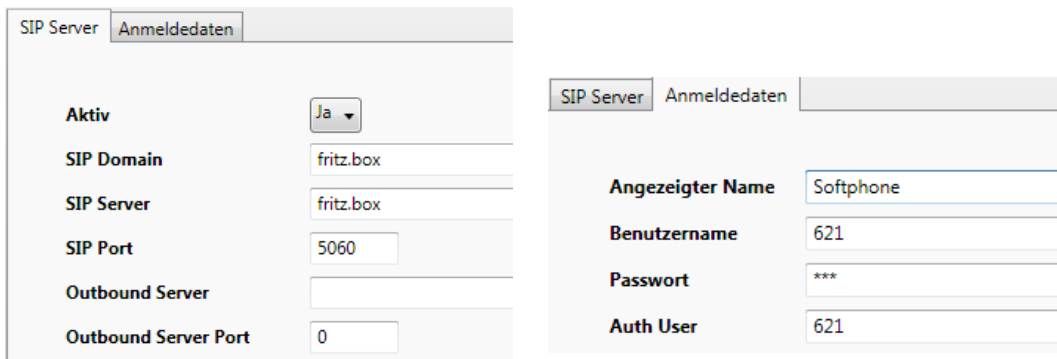 SIP Server Anmeldedaten
Aktiv Ja
SIP Domain fritz.box
SIP Server fritz.box
SIP Port 5060
Outbound Server
Outbound Server Port 0
SIP Server Anmeldedaten
Angezeigter Name Softphone
Benutzername 621
Passwort ***
Auth User 621